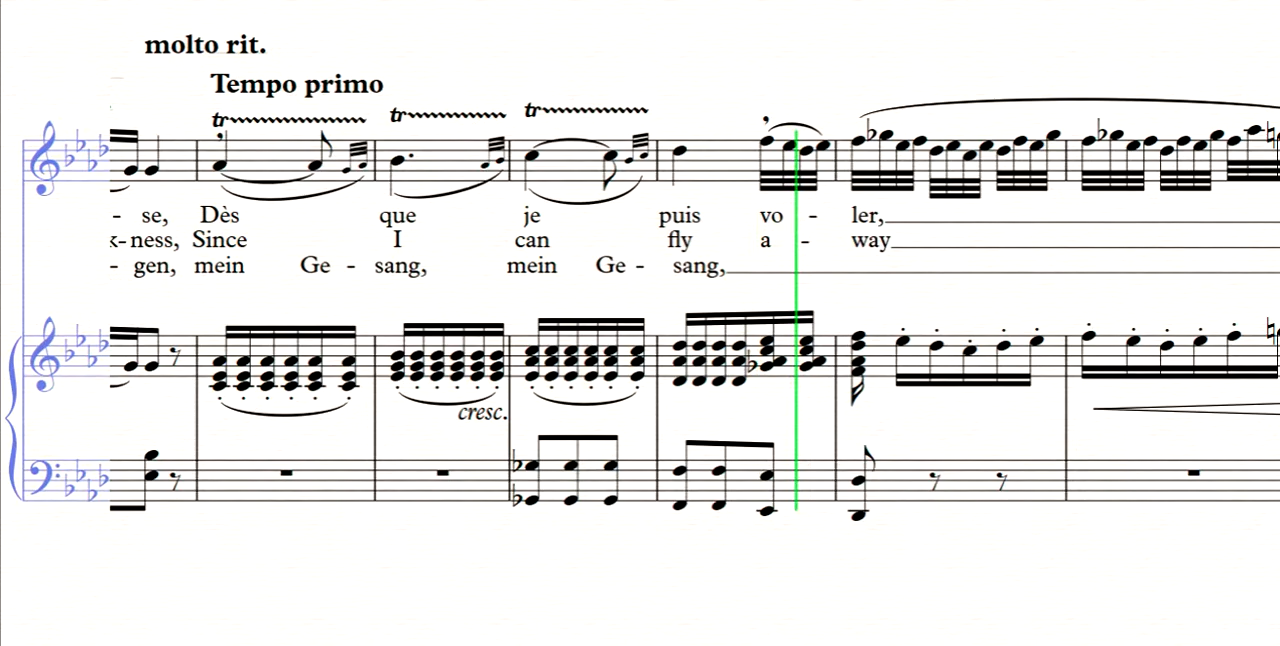 molto rit.
Tempo primo
tr tr tr
- se, Dès que je puis vo - ler,
- ness, Since I can fly a - way
- gen, mein Ge - sang, mein Ge - sang,
cresc.